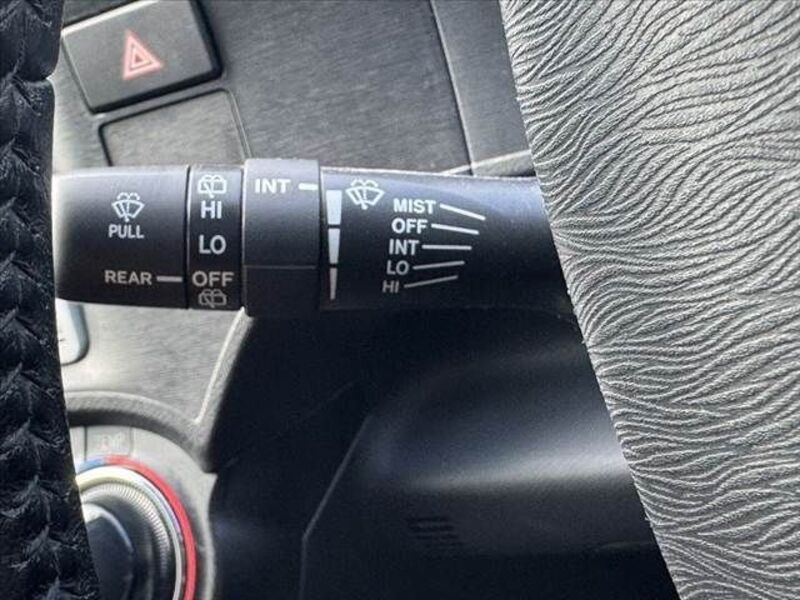 PULL
REAR
HI
LO
OFF
INT
MIST
OFF
INT
LO
HI